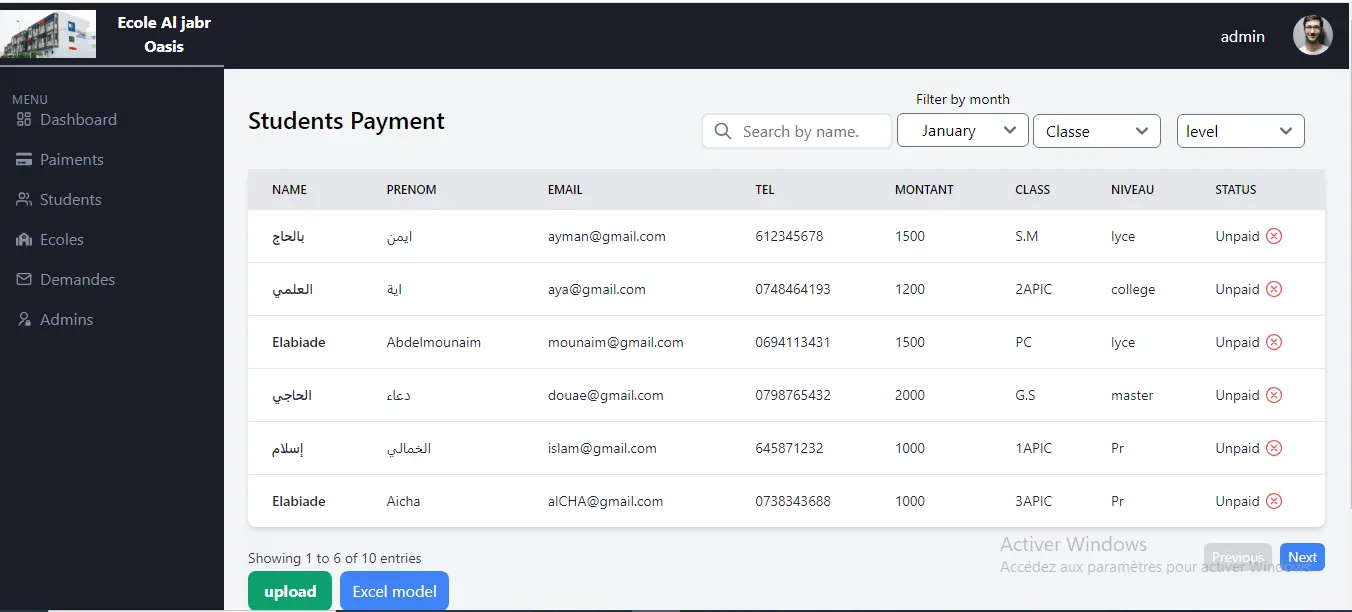 Ecole Al jabr
Oasis
admin
MENU
Dashboard
Paiments
Students
Ecoles
Demandes
Admins
Students Payment
Filter by month
Search by name.
January
Classe
level
NAME PRENOM EMAIL TEL MONTANT CLASS NIVEAU STATUS
بالحاج ايمن ayman@gmail.com 612345678 1500 S.M lyce Unpaid
العلمي اية aya@gmail.com 0748464193 1200 2APIC college Unpaid
Elabiade Abdelmounaim mounaim@gmail.com 0694113431 1500 PC lyce Unpaid
الحاجي دعاء douae@gmail.com 0798765432 2000 G.S master Unpaid
إسلام الخمالي islam@gmail.com 645871232 1000 1APIC Pr Unpaid
Elabiade Aicha alCHA@gmail.com 0738343688 1000 3APIC Pr Unpaid
Showing 1 to 6 of 10 entries
Previous
Next
upload
Excel model
Activer Windows
Accédez aux paramètres pour activer Windows.